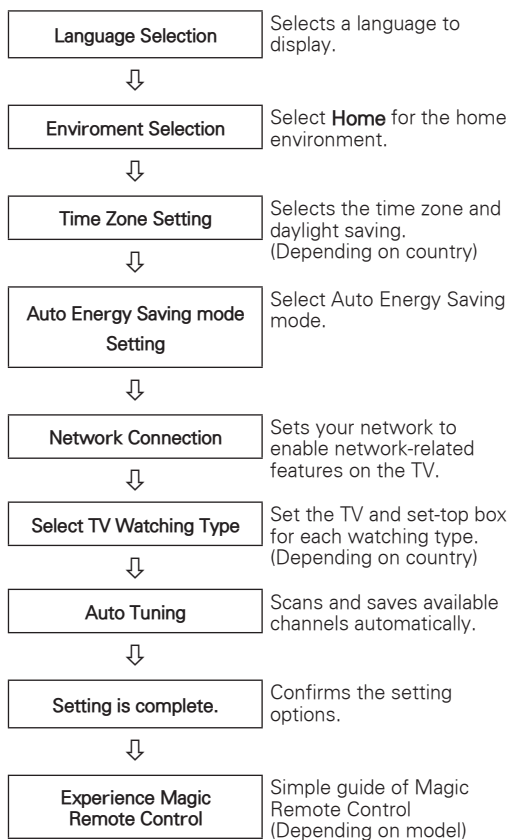 Language Selection
Selects a language to
display.
⇩
Enviroment Selection
Select Home for the home
environment.
⇩
Time Zone Setting
Selects the time zone and
daylight saving.
(Depending on country)
⇩
Auto Energy Saving mode
Setting
Select Auto Energy Saving
mode.
⇩
Network Connection
Sets your network to
enable network-related
features on the TV.
⇩
Select TV Watching Type
Set the TV and set-top box
for each watching type.
(Depending on country)
⇩
Auto Tuning
Scans and saves available
channels automatically.
⇩
Setting is complete.
Confirms the setting
options.
⇩
Experience Magic
Remote Control
Simple guide of Magic
Remote Control
(Depending on model)